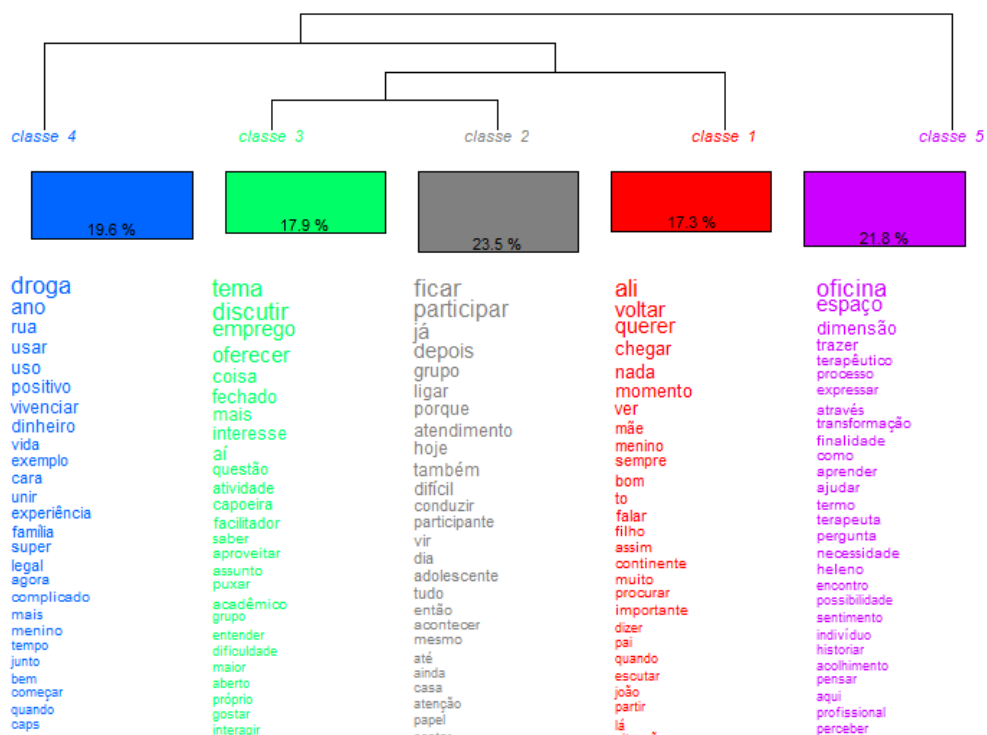 classe 4
classe 3
classe 2
classe 1
classe 5
19.6 %
17.9 %
23.5 %
17.3 %
21.8 %
droga
ano
rua
usar
uso
positivo
vivenciar
dinheiro
vida
exemplo
cara
unir
experiência
família
super
legal
agora
complicado
mais
menino
tempo
junto
bem
começar
quando
caps
tema
discutir
emprego
oferecer
coisa
fechado
mais
interesse
aí
questão
atividade
capoeira
facilitador
saber
aproveitar
assunto
puxar
acadêmico
grupo
entender
dificuldade
maior
aberto
próprio
gostar
interagir
ficar
participar
já
depois
grupo
ligar
porque
atendimento
hoje
também
difícil
conduzir
participante
vir
dia
adolescente
tudo
então
acontecer
mesmo
até
ainda
casa
atenção
papel
ali
voltar
querer
chegar
nada
momento
ver
mãe
menino
sempre
bom
to
falar
filho
assim
continente
muito
procurar
importante
dizer
pai
quando
escutar
joão
partir
lá
oficina
espaço
dimensão
trazer
terapêutico
processo
expressar
através
transformação
finalidade
como
aprender
ajudar
termo
terapeuta
pergunta
necessidade
heleno
encontro
possibilidade
sentimento
indivíduo
historiar
acolhimento
pensar
aqui
profissional
perceber